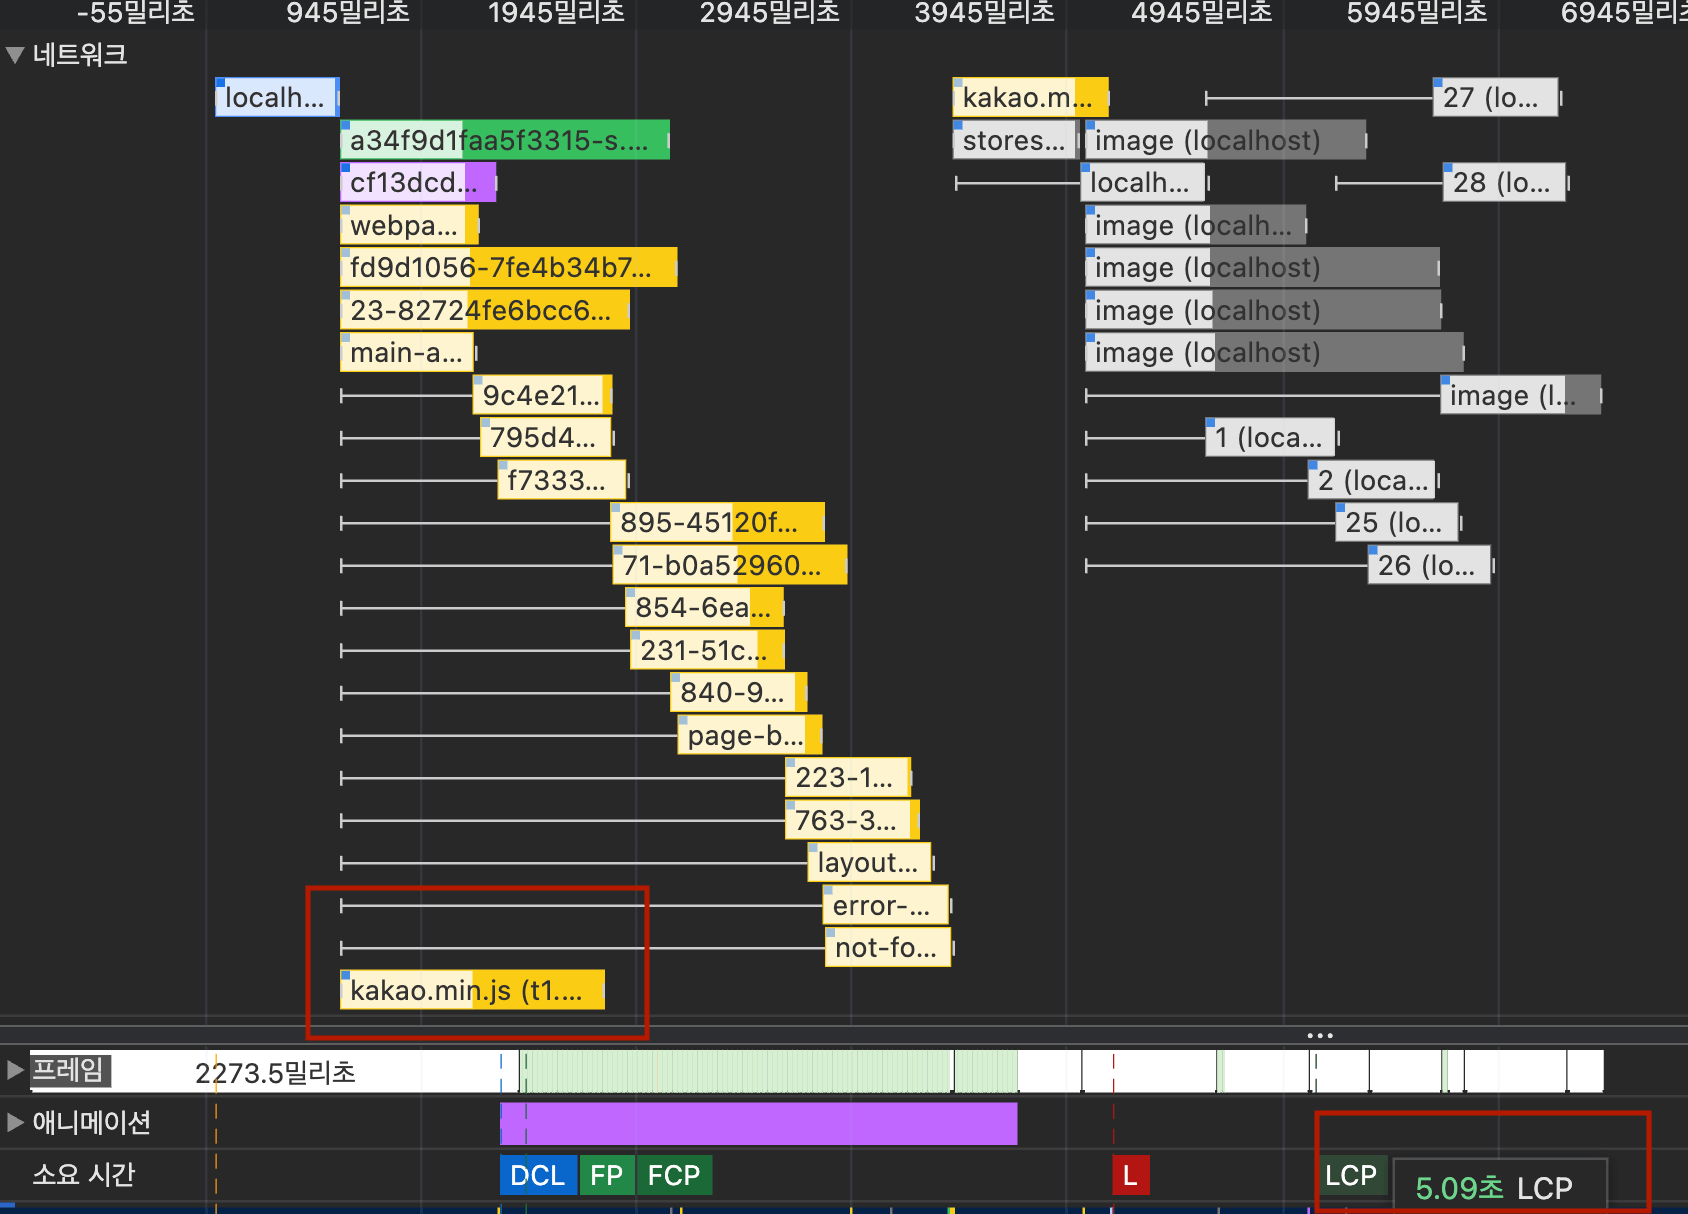 -55밀리초 945밀리초 1945밀리초 2945밀리초 3945밀리초 4945밀리초 5945밀리초 6945밀리초
네트워크
localh... kakao.m... 27 (lo...
a34f9d1faa5f3315-s.... stores... image (localhost)
cf13dcd... localh... 28 (lo...
webpa... image (localh...
fd9d1056-7fe4b34b7... image (localhost)
23-82724fe6bcc6... image (localhost)
main-a... image (localhost)
9c4e21... image (l...
795d4... 1 (loca...
f7333... 2 (loca...
895-45120f... 25 (lo...
71-b0a52960... 26 (lo...
854-6ea...
231-51c...
840-9...
page-b...
223-1...
763-3...
layout...
error-...
not-fo...
kakao.min.js (t1....
...
프레임 2273.5밀리초
애니메이션
소요 시간 DCL FP FCP L LCP 5.09초 LCP